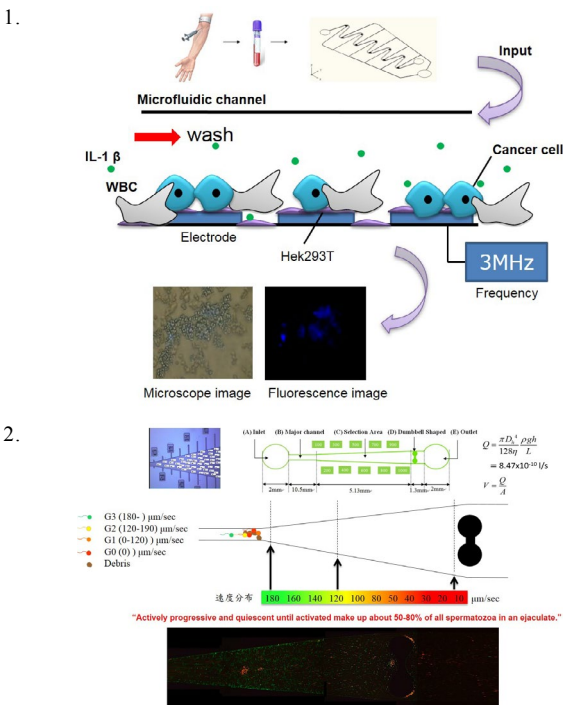 1.
Input
Microfluidic channel
wash
IL-1 β
Cancer cell
WBC
Electrode
Hek293T
3MHz
Frequency
Microscope image
Fluorescence image
2.
(A) Inlet
(B) Major channel
(C) Selection Area
(D) Dumbbell Shaped
(E) Outlet
Q = πD_h^4/128η ρgh/L
= 8.47x10^-10 l/s
V = Q/A
2mm
10.5mm
5.13mm
1.3mm
2mm
G3 (180- ) μm/sec
G2 (120-190) μm/sec
G1 (0-120) ) μm/sec
G0 (0) ) μm/sec
Debris
速度分布 180 160 140 120 100 80 50 40 30 20 10 μm/sec
"Actively progressive and quiescent until activated make up about 50-80% of all spermatozoa in an ejaculate."